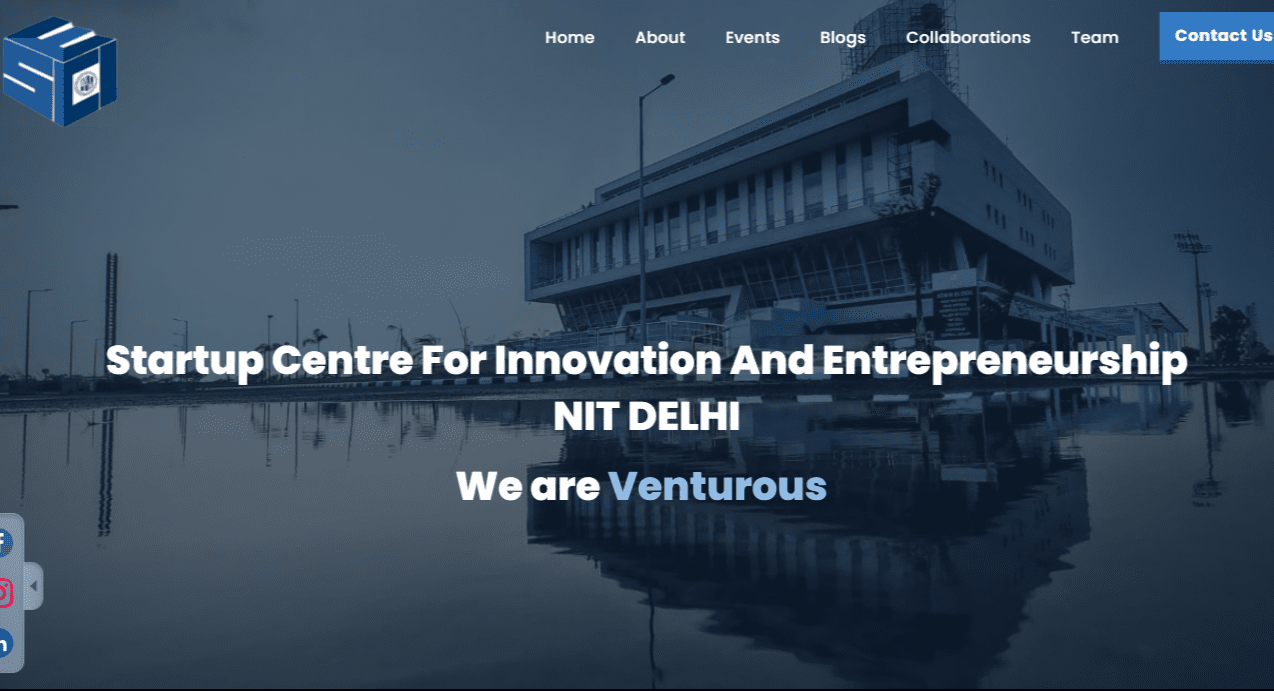 Home About Events Blogs Collaborations Team Contact Us
Startup Centre For Innovation And Entrepreneurship
NIT DELHI
We are Venturous